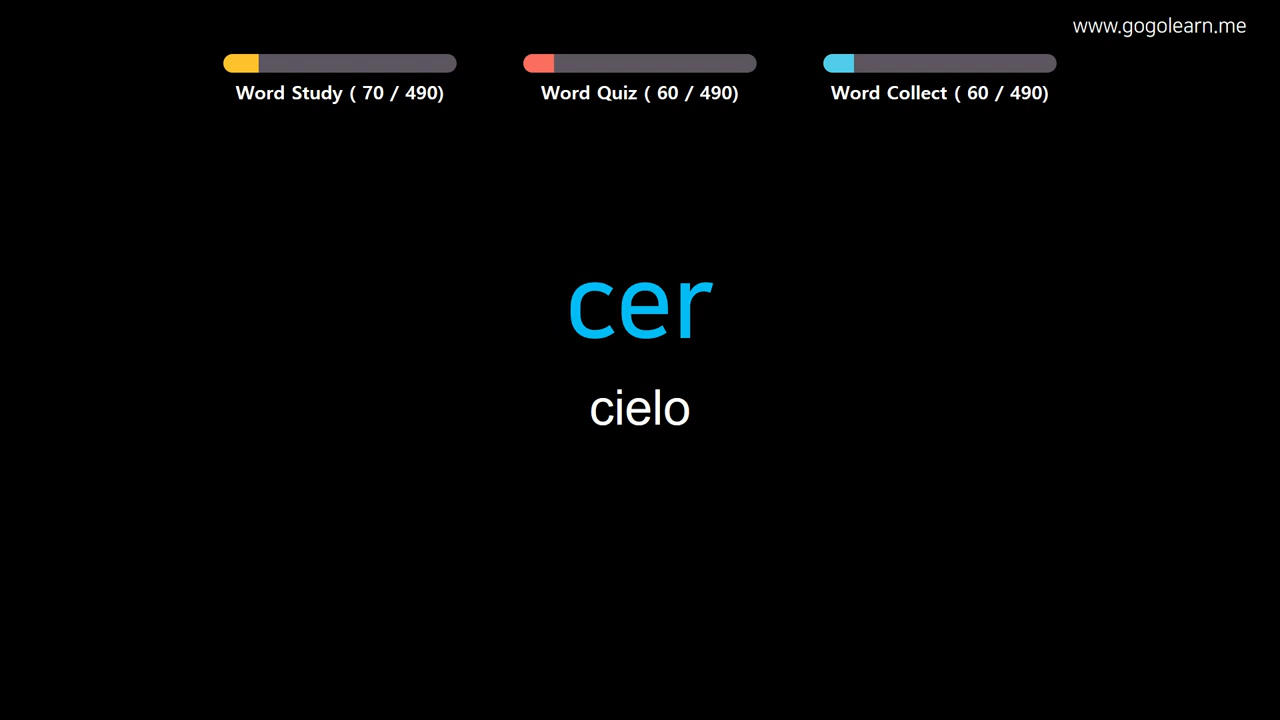 www.gogolearn.me
Word Study ( 70 / 490)
Word Quiz ( 60 / 490)
Word Collect ( 60 / 490)
cer
cielo